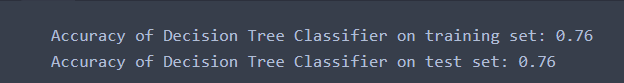 Accuracy of Decision Tree Classifier on training set: 0.76
Accuracy of Decision Tree Classifier on test set: 0.76